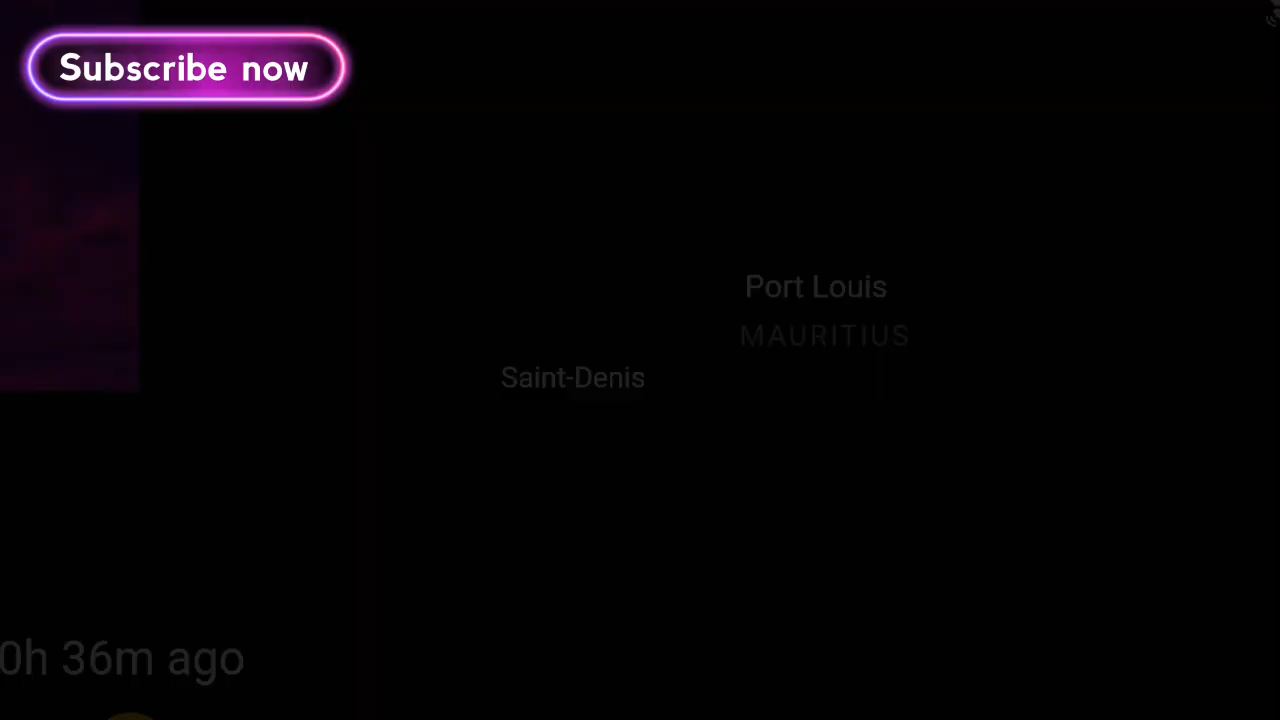 Subscribe now
Port Louis
MAURITIUS
Saint-Denis
0h 36m ago